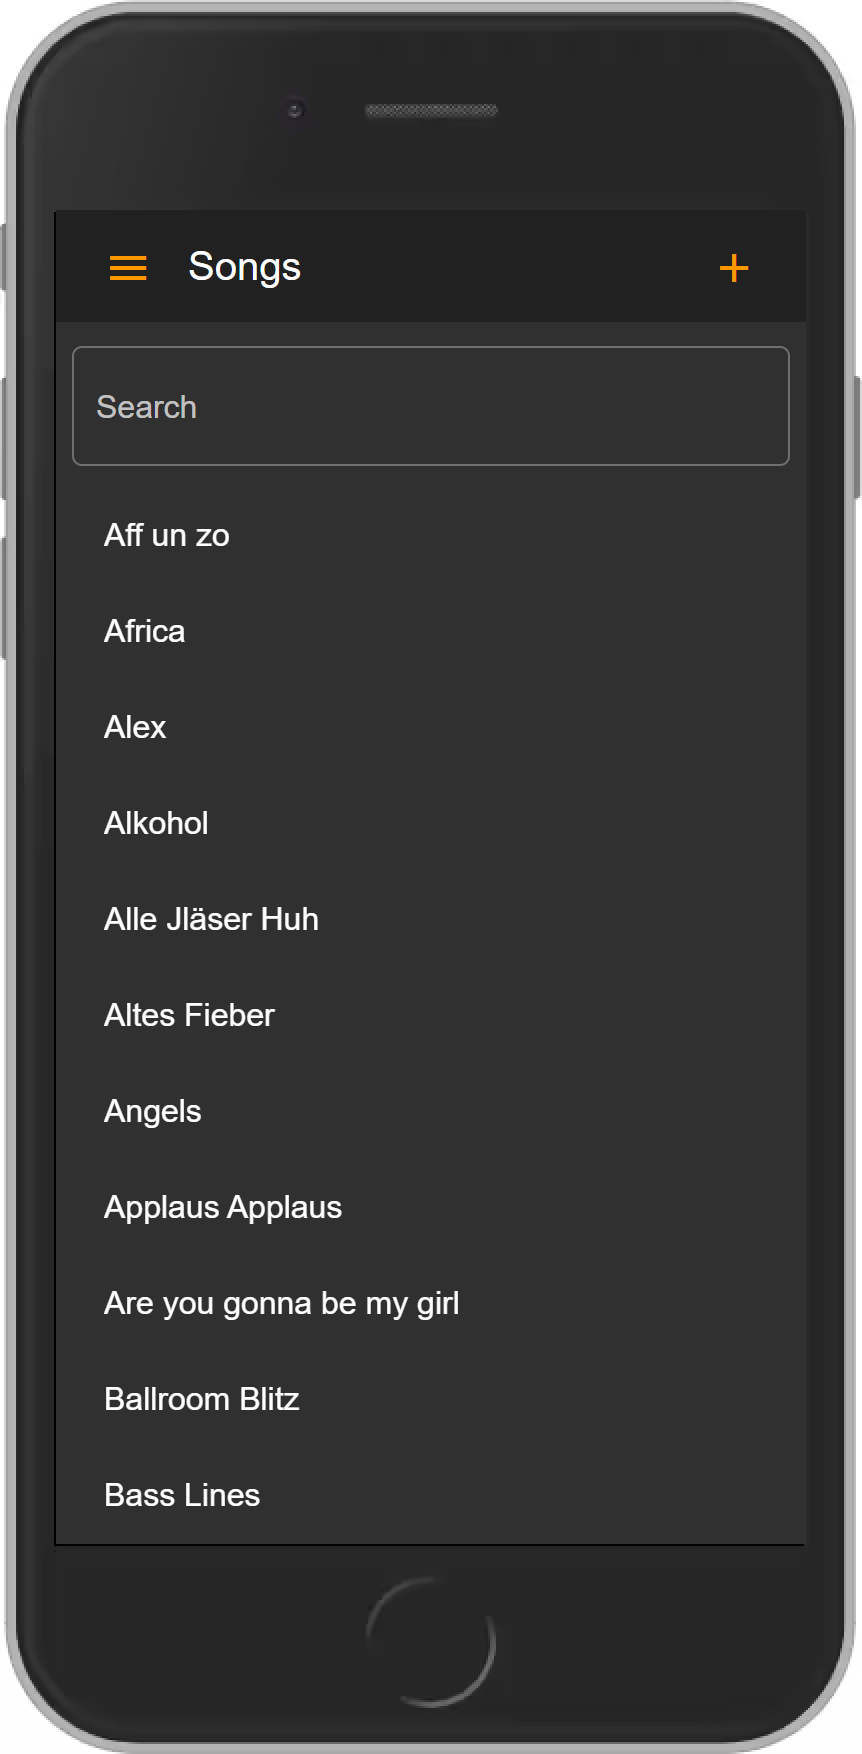 Songs
Search
Aff un zo
Africa
Alex
Alkohol
Alle Jläser Huh
Altes Fieber
Angels
Applaus Applaus
Are you gonna be my girl
Ballroom Blitz
Bass Lines